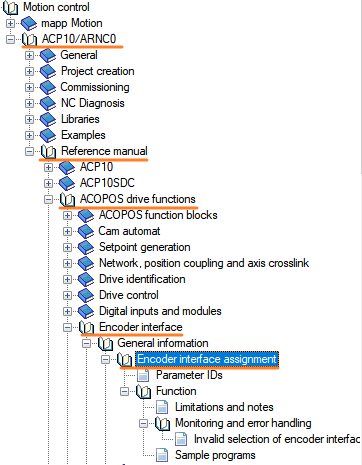 Motion control
mapp Motion
ACP10/ARNC0
General
Project creation
Commissioning
NC Diagnosis
Libraries
Examples
Reference manual
ACP10
ACP10SDC
ACOPOS drive functions
ACOPOS function blocks
Cam automat
Setpoint generation
Network, position coupling and axis crosslink
Drive identification
Drive control
Digital inputs and modules
Encoder interface
General information
Encoder interface assignment
Parameter IDs
Function
Limitations and notes
Monitoring and error handling
Invalid selection of encoder interfac
Sample programs